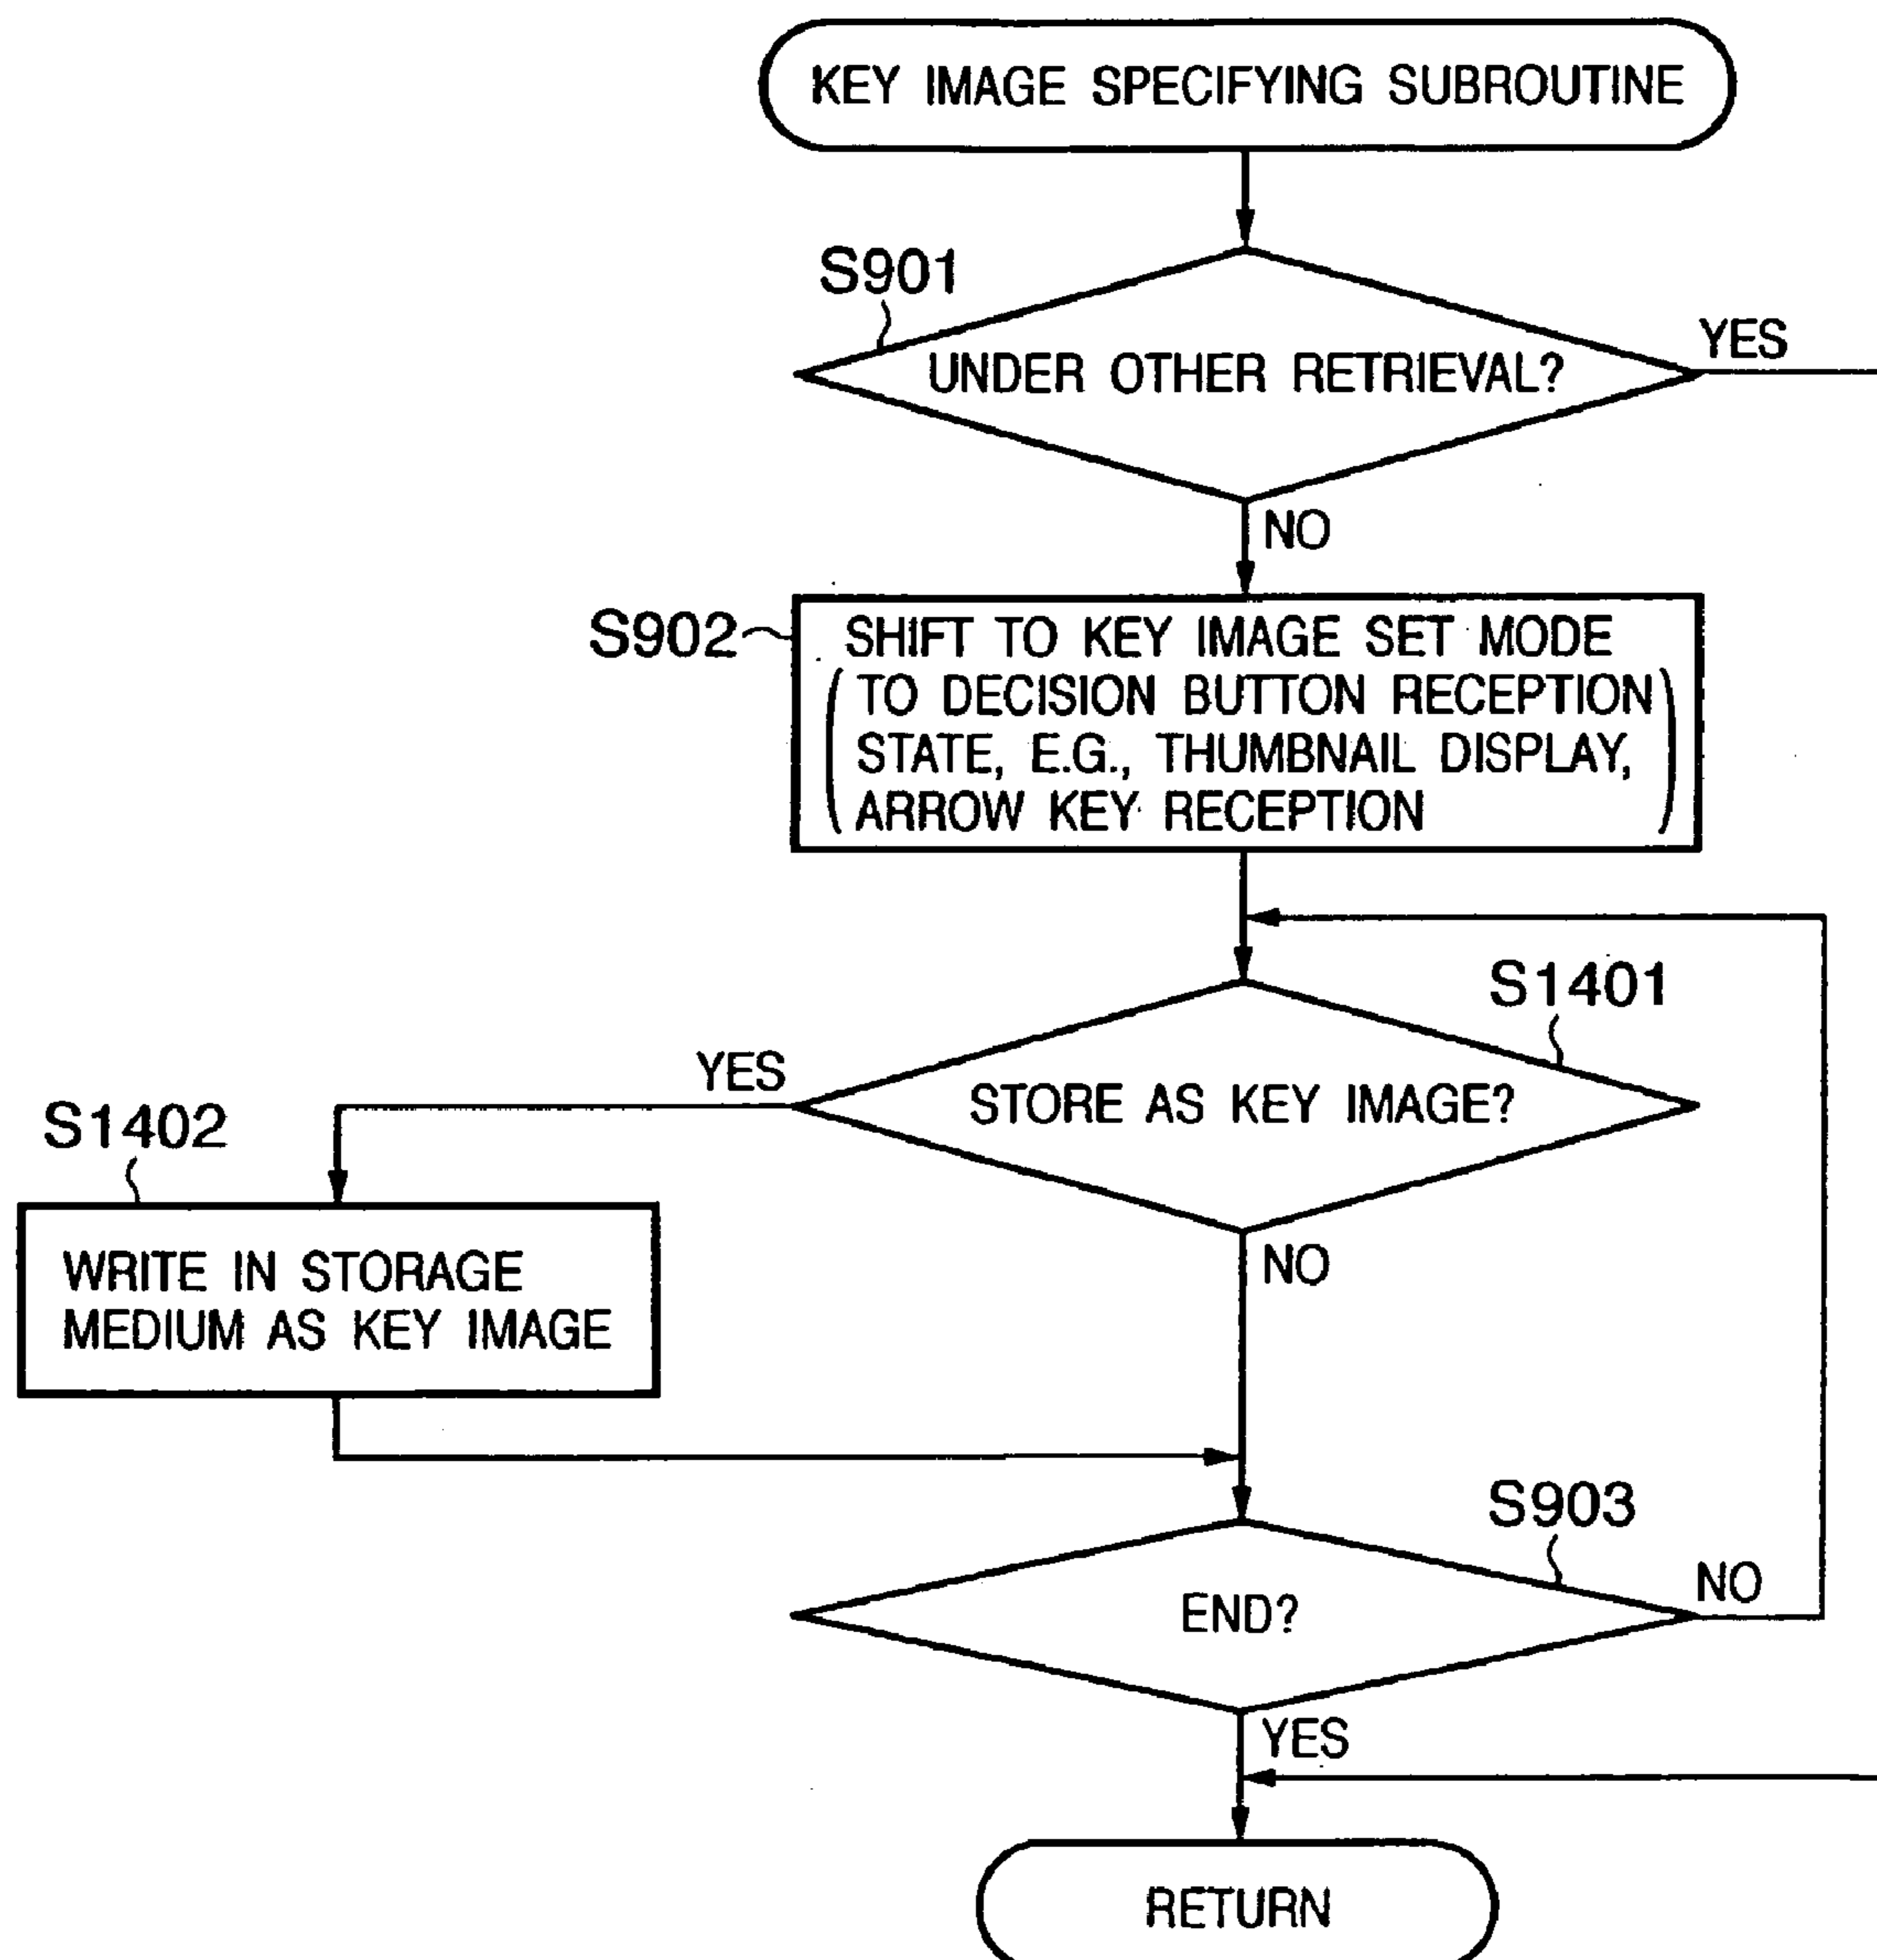 KEY IMAGE SPECIFYING SUBROUTINE
S901
UNDER OTHER RETRIEVAL?
YES
NO
S902
SHIFT TO KEY IMAGE SET MODE
(TO DECISION BUTTON RECEPTION
STATE, E.G., THUMBNAIL DISPLAY,
ARROW KEY RECEPTION)
S1401
YES
STORE AS KEY IMAGE?
S1402
NO
WRITE IN STORAGE
MEDIUM AS KEY IMAGE
S903
NO
END?
YES
RETURN